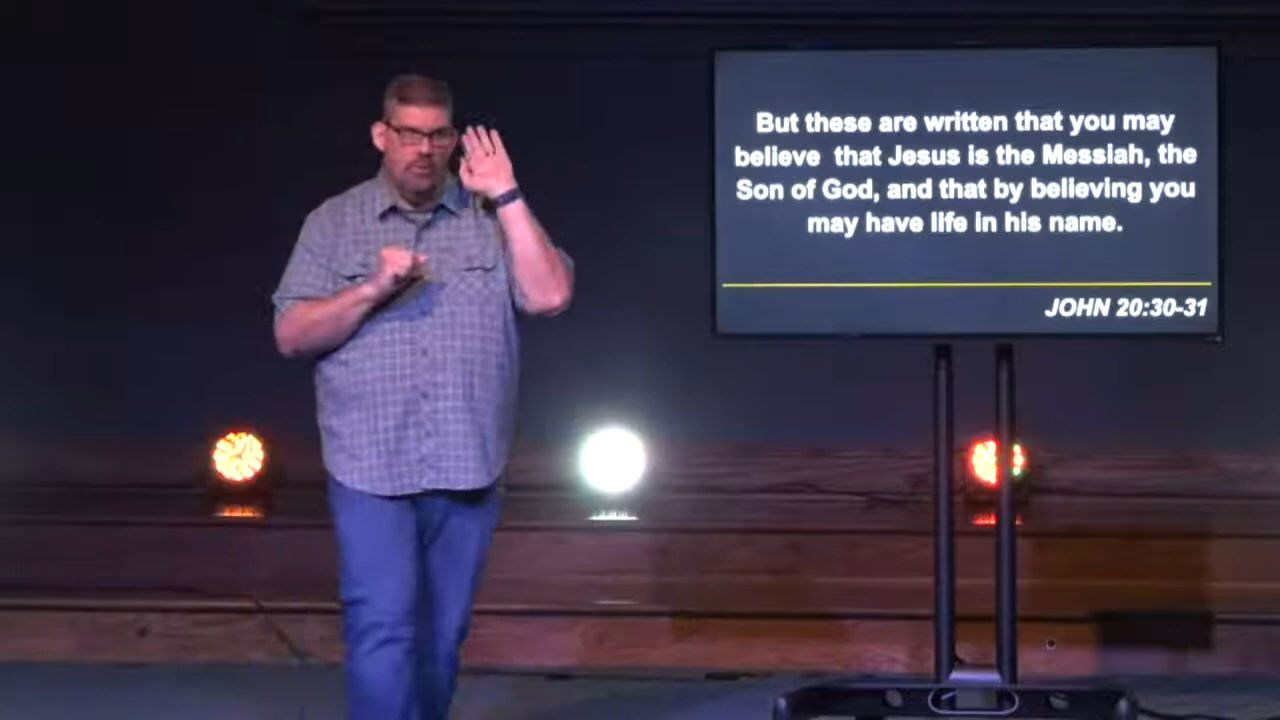 But these are written that you may
believe  that Jesus is the Messiah, the
Son of God, and that by believing you
may have life in his name.
JOHN 20:30-31